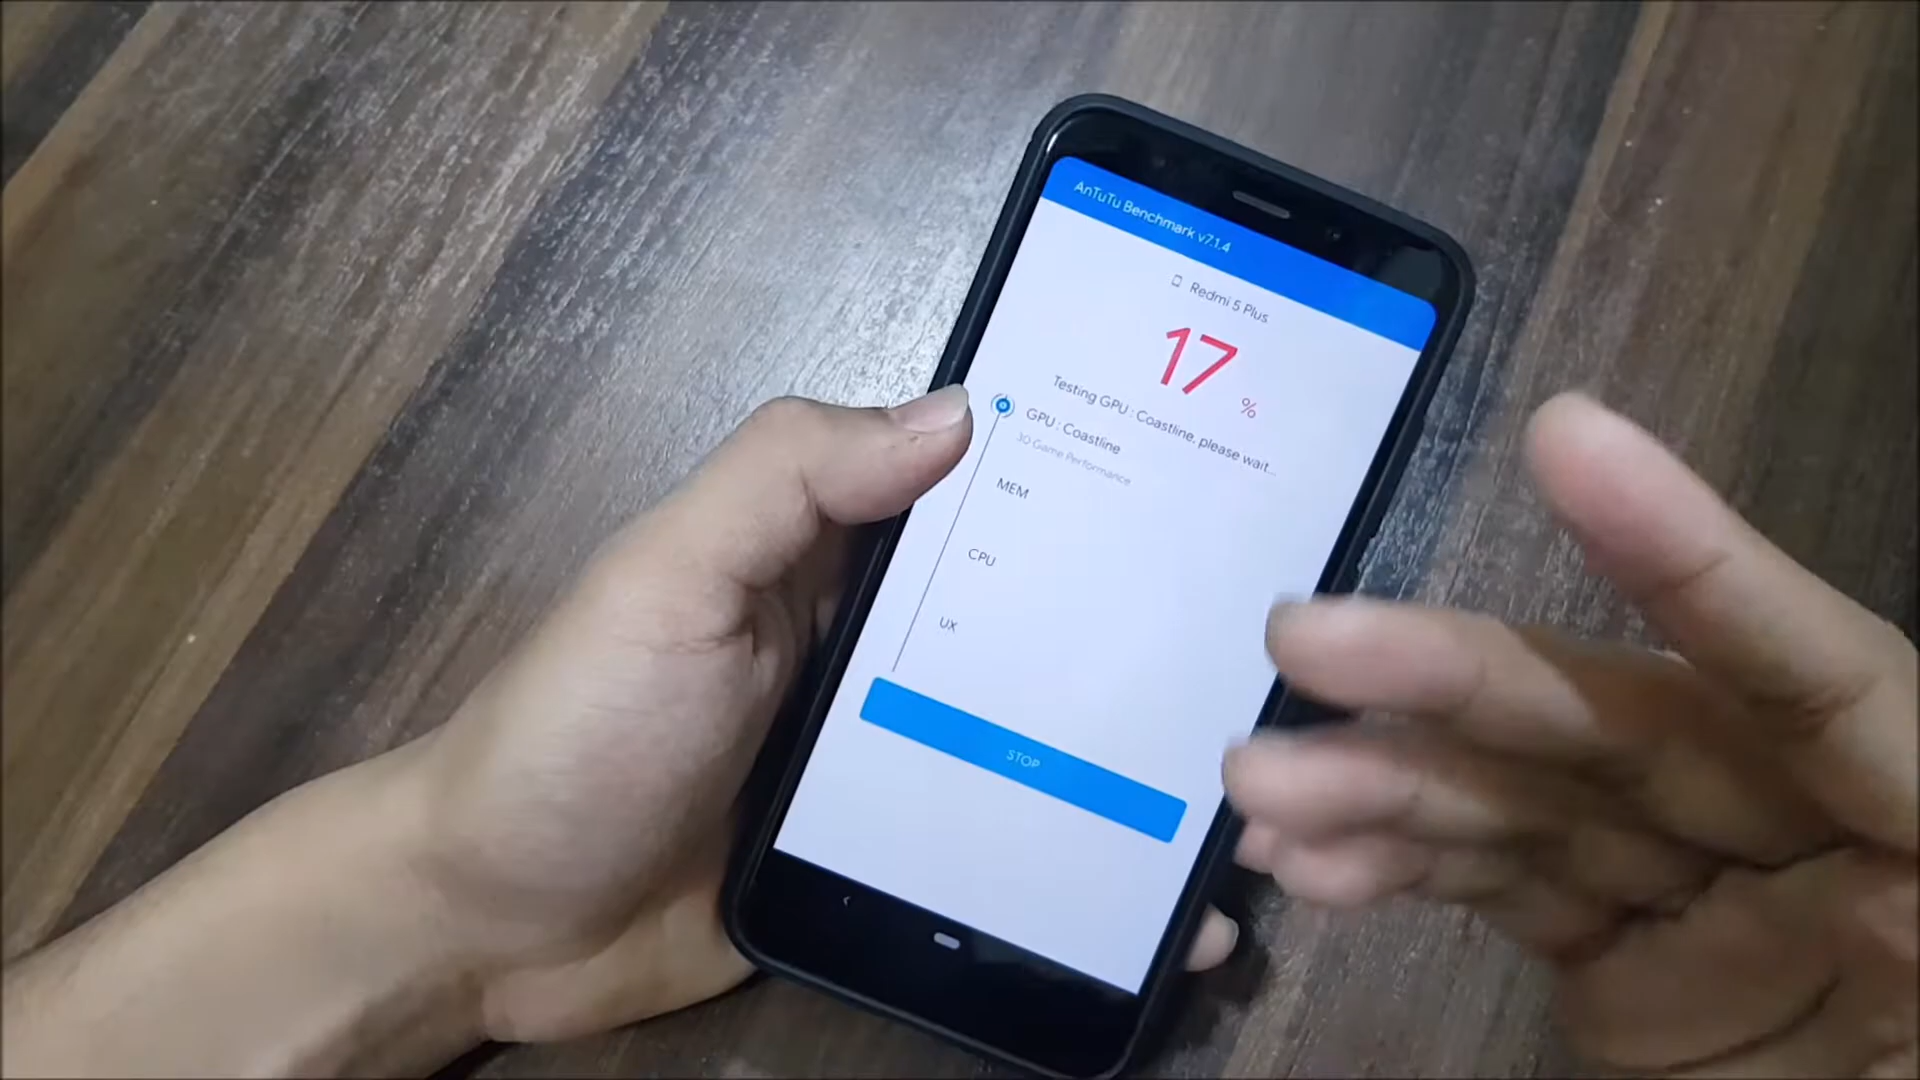 AnTuTu Benchmark v7.1.4
Redmi 5 Plus
17 %
Testing GPU : Coastline, please wait...
GPU : Coastline
3D Game Performance
MEM
CPU
UX
STOP